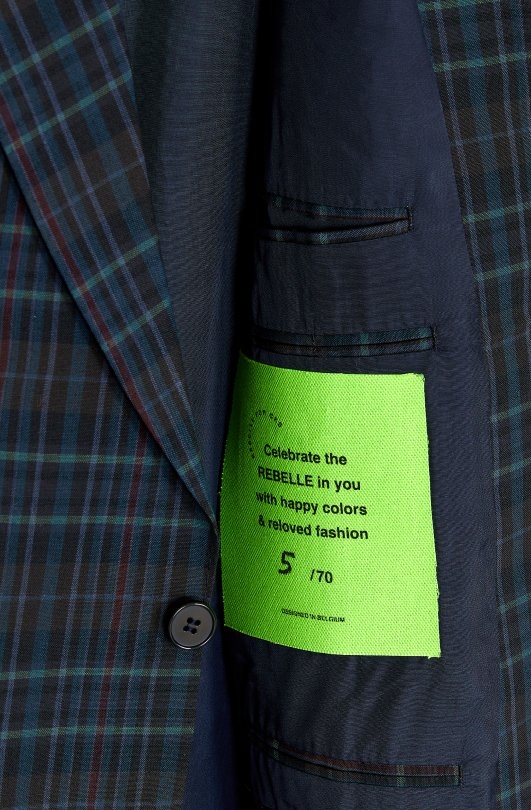 Celebrate the
REBELLE in you
with happy colors
& reloved fashion
5 /70
DESIGNED IN BELGIUM